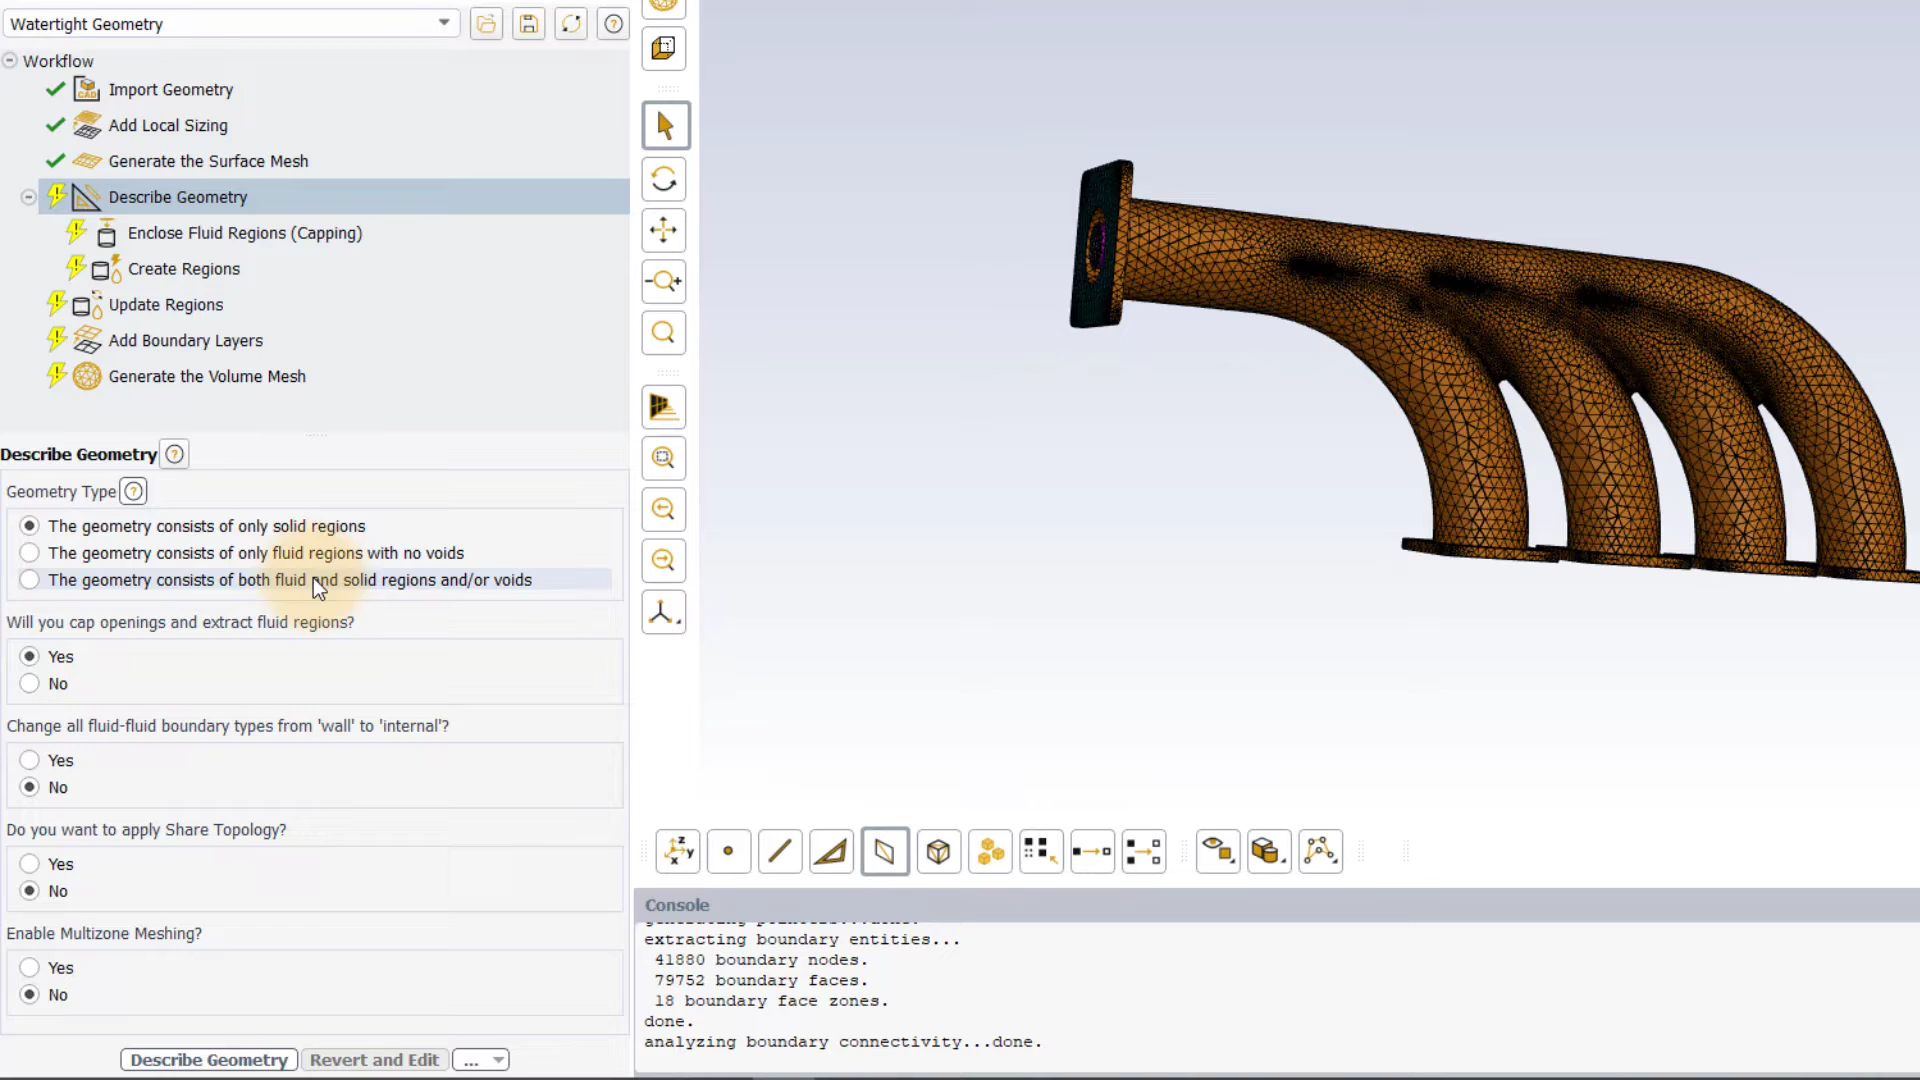 Watertight Geometry
Workflow
Import Geometry
Add Local Sizing
Generate the Surface Mesh
Describe Geometry
Enclose Fluid Regions (Capping)
Create Regions
Update Regions
Add Boundary Layers
Generate the Volume Mesh
Describe Geometry
Geometry Type
The geometry consists of only solid regions
The geometry consists of only fluid regions with no voids
The geometry consists of both fluid and solid regions and/or voids
Will you cap openings and extract fluid regions?
Yes
No
Change all fluid-fluid boundary types from 'wall' to 'internal'?
Yes
No
Do you want to apply Share Topology?
Yes
No
Enable Multizone Meshing?
Yes
No
Describe Geometry Revert and Edit ...
Console
extracting boundary entities...
41880 boundary nodes.
79752 boundary faces.
18 boundary face zones.
done.
analyzing boundary connectivity...done.